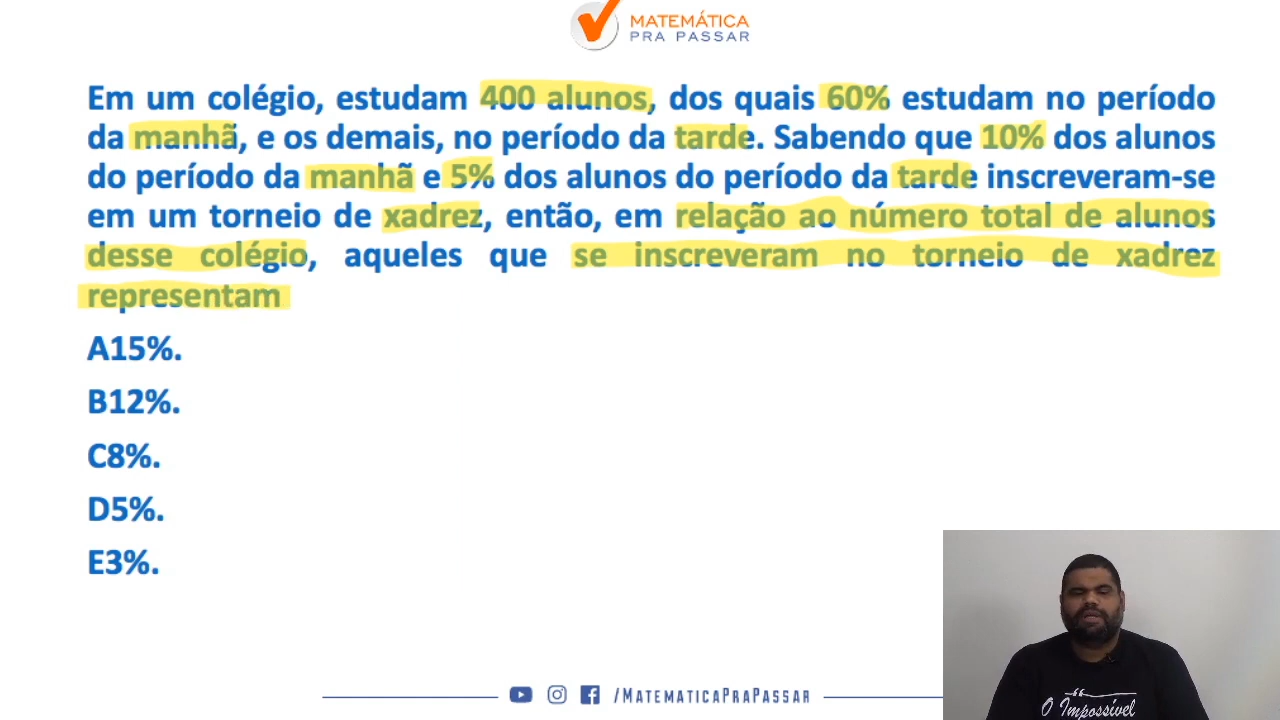 MATEMÁTICA
PRA PASSAR
Em um colégio, estudam 400 alunos, dos quais 60% estudam no período
da manhã, e os demais, no período da tarde. Sabendo que 10% dos alunos
do período da manhã e 5% dos alunos do período da tarde inscreveram-se
em um torneio de xadrez, então, em relação ao número total de alunos
desse colégio, aqueles que se inscreveram no torneio de xadrez
representam
A15%.
B12%.
C8%.
D5%.
E3%.
/MATEMATICAPRAPASSAR
O Impossível